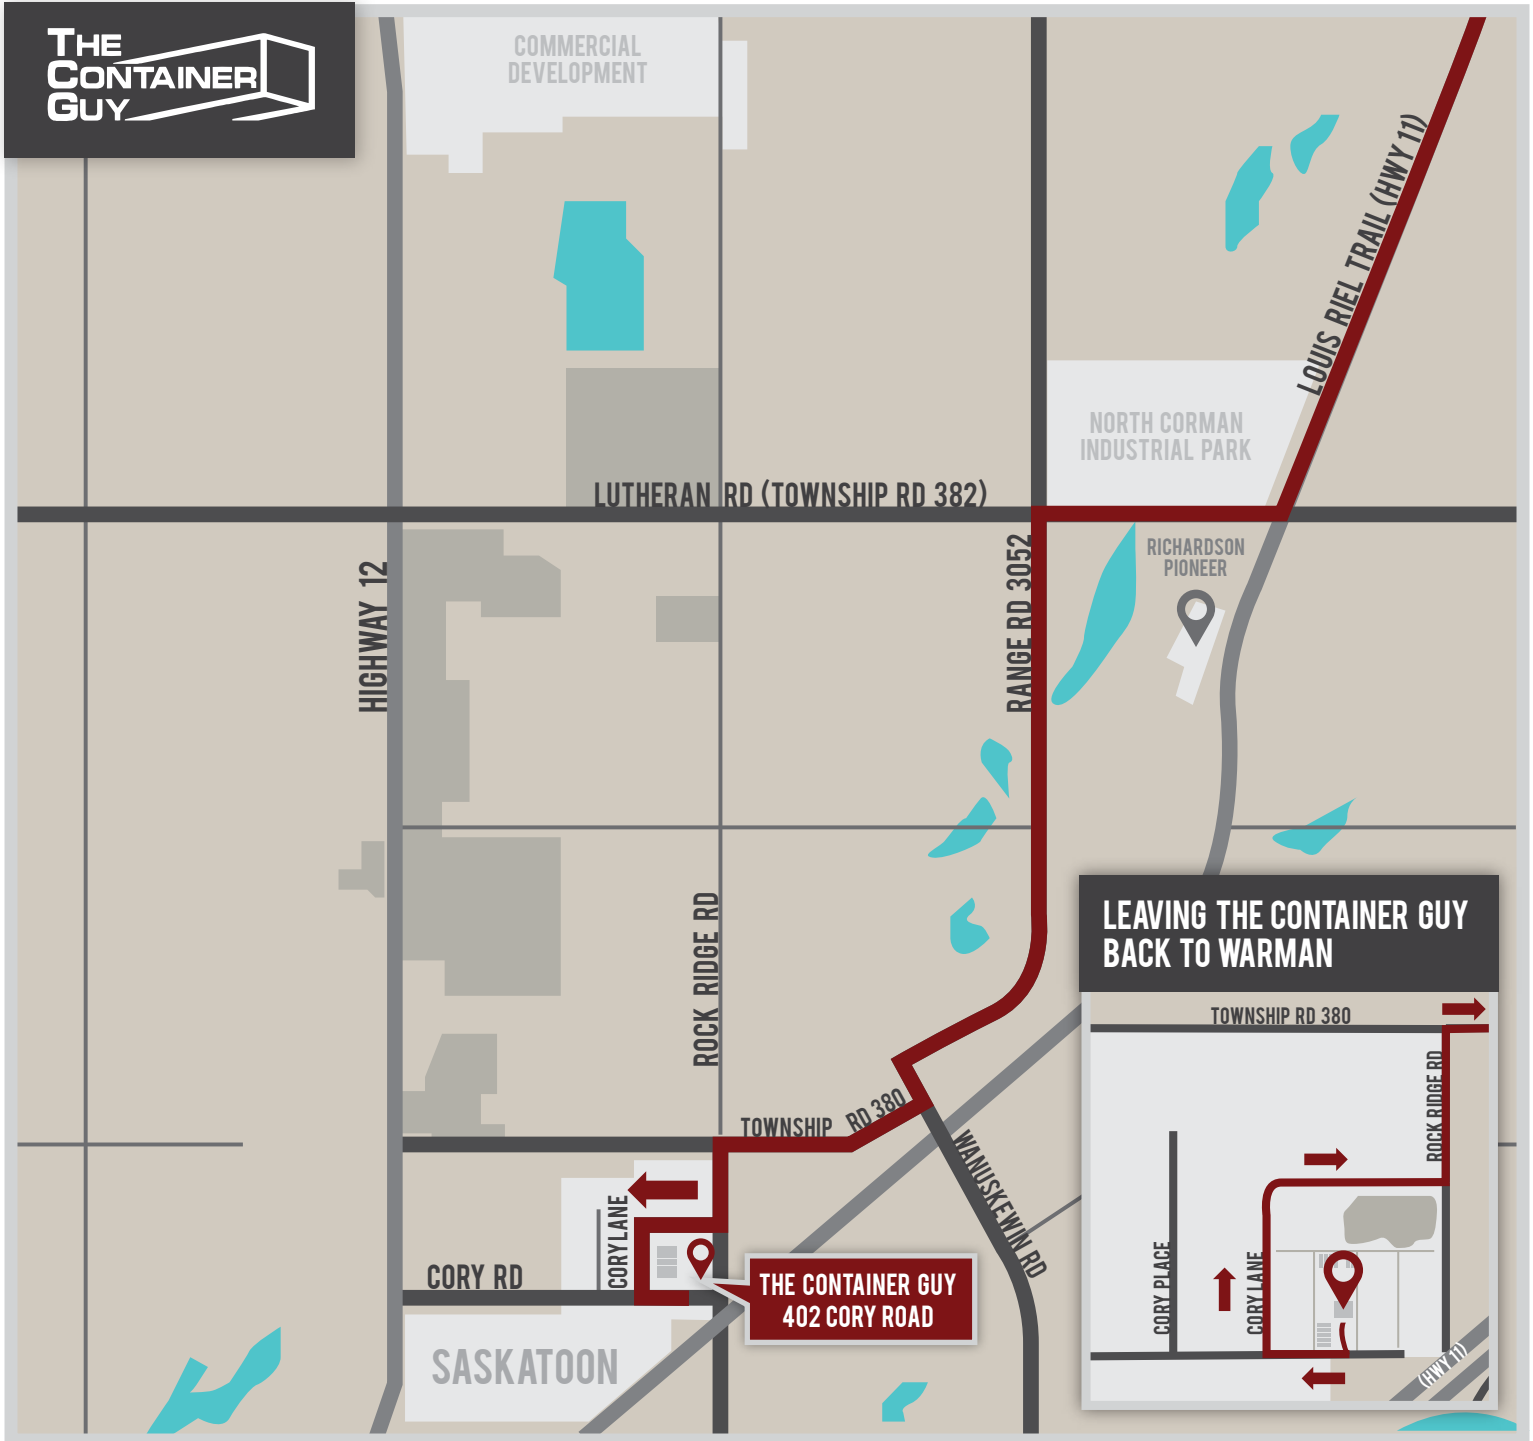 THE
CONTAINER
GUY
COMMERCIAL
DEVELOPMENT
LOUIS RIEL TRAIL (HWY 11)
NORTH CORMAN
INDUSTRIAL PARK
LUTHERAN RD (TOWNSHIP RD 382)
HIGHWAY 12
RANGE RD 3052
RICHARDSON
PIONEER
ROCK RIDGE RD
TOWNSHIP RD 380
WANUSKEWIN RD
CORY LANE
CORY RD
THE CONTAINER GUY
402 CORY ROAD
SASKATOON
LEAVING THE CONTAINER GUY
BACK TO WARMAN
TOWNSHIP RD 380
ROCK RIDGE RD
CORY PLACE
CORY LANE
(HWY 11)